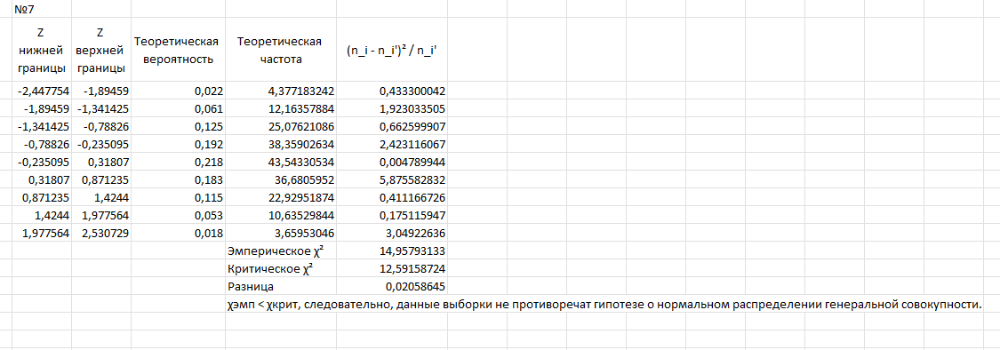 №7
Z нижней границы Z верхней границы Теоретическая вероятность Теоретическая частота (n_i - n_i')² / n_i'
-2,447754 -1,89459 0,022 4,377183242 0,433300042
-1,89459 -1,341425 0,061 12,16357884 1,923033505
-1,341425 -0,78826 0,125 25,07621086 0,662599907
-0,78826 -0,235095 0,192 38,35902634 2,423116067
-0,235095 0,31807 0,218 43,54330534 0,004789944
0,31807 0,871235 0,183 36,6805952 5,875582832
0,871235 1,4244 0,115 22,92951874 0,411166726
1,4244 1,977564 0,053 10,63529844 0,175115947
1,977564 2,530729 0,018 3,65953046 3,04922636
Эмперическое χ² 14,95793133
Критическое χ² 12,59158724
Разница 0,02058645
χэмп < χкрит, следовательно, данные выборки не противоречат гипотезе о нормальном распределении генеральной совокупности.